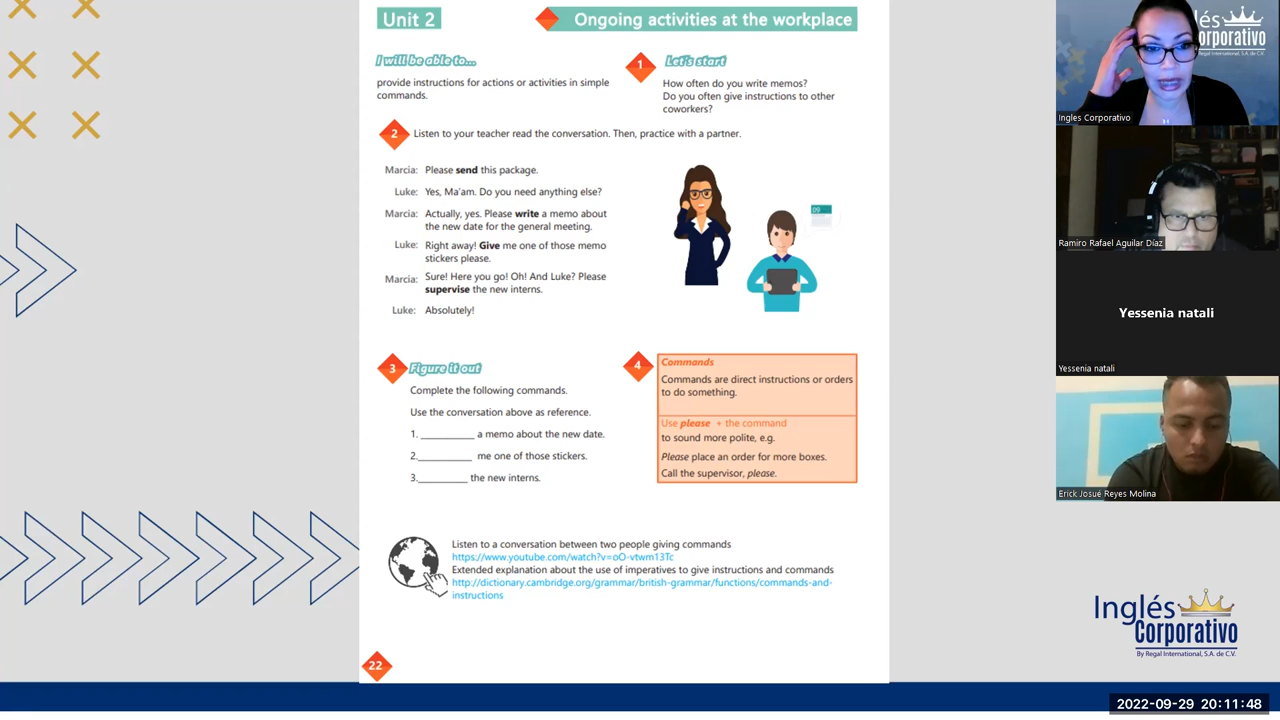 Unit 2
Ongoing activities at the workplace
I will be able to...
provide instructions for actions or activities in simple
commands.
1
Let's start
How often do you write memos?
Do you often give instructions to other
coworkers?
2
Listen to your teacher read the conversation. Then, practice with a partner.
Marcia: Please send this package.
Luke: Yes, Ma'am. Do you need anything else?
Marcia: Actually, yes. Please write a memo about
the new date for the general meeting.
Luke: Right away! Give me one of those memo
stickers please.
Marcia: Sure! Here you go! Oh! And Luke? Please
supervise the new interns.
Luke: Absolutely!
09
3
Figure it out
Complete the following commands.
Use the conversation above as reference.
1. __________ a memo about the new date.
2.__________ me one of those stickers.
3._________ the new interns.
4
Commands
Commands are direct instructions or orders
to do something.
Use please + the command
to sound more polite, e.g.
Please place an order for more boxes.
Call the supervisor, please.
Listen to a conversation between two people giving commands
https://www.youtube.com/watch?v=oO-vtwm13Tc
Extended explanation about the use of imperatives to give instructions and commands
http://dictionary.cambridge.org/grammar/british-grammar/functions/commands-and-
instructions
22
és
orporativo
By Regal International, S.A. de C.V.
Ingles Corporativo
Ramiro Rafael Aguilar Díaz
Yessenia natali
Yessenia natali
Erick Josué Reyes Molina
Inglés
Corporativo
By Regal International, S.A. de C.V.
2022-09-29 20:11:48